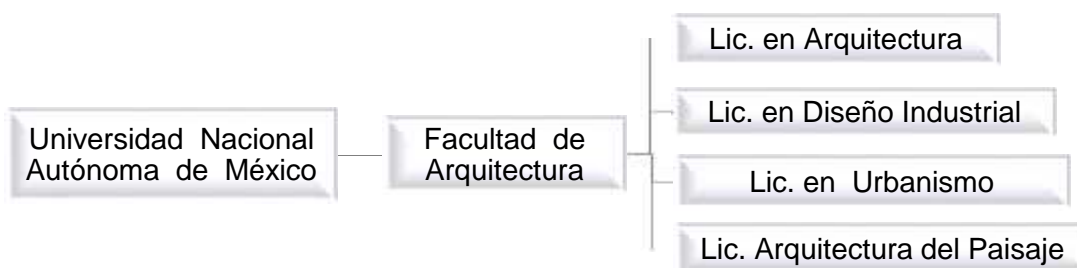 Universidad Nacional
Autónoma de México
Facultad de
Arquitectura
Lic. en Arquitectura
Lic. en Diseño Industrial
Lic. en Urbanismo
Lic. Arquitectura del Paisaje